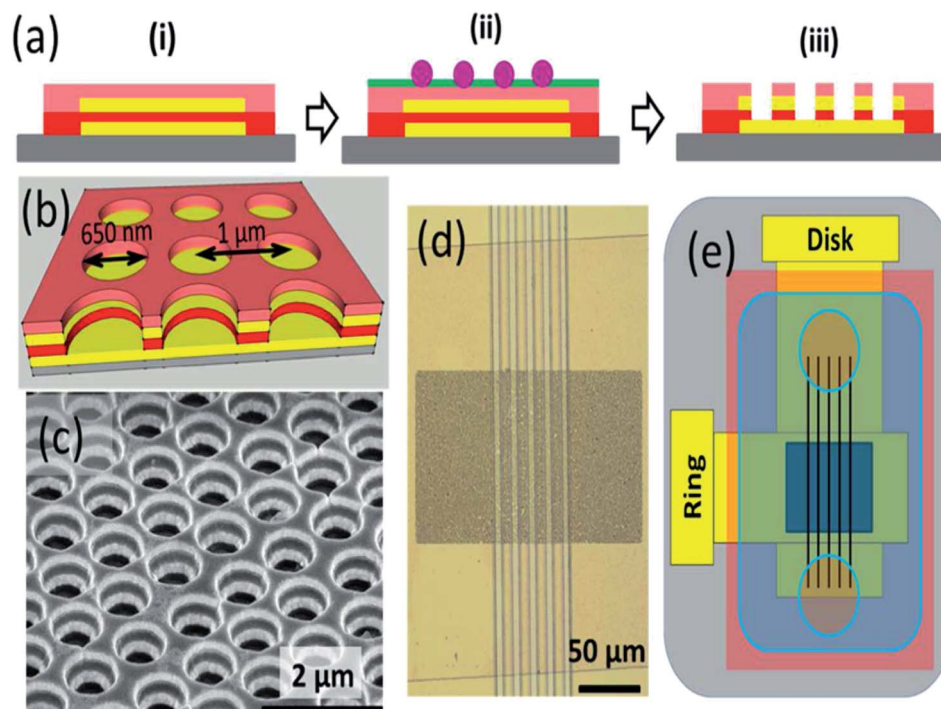 (a)
(i)
(ii)
(iii)
(b)
650 nm
1 μm
(c)
2 μm
(d)
50 μm
(e)
Disk
Ring